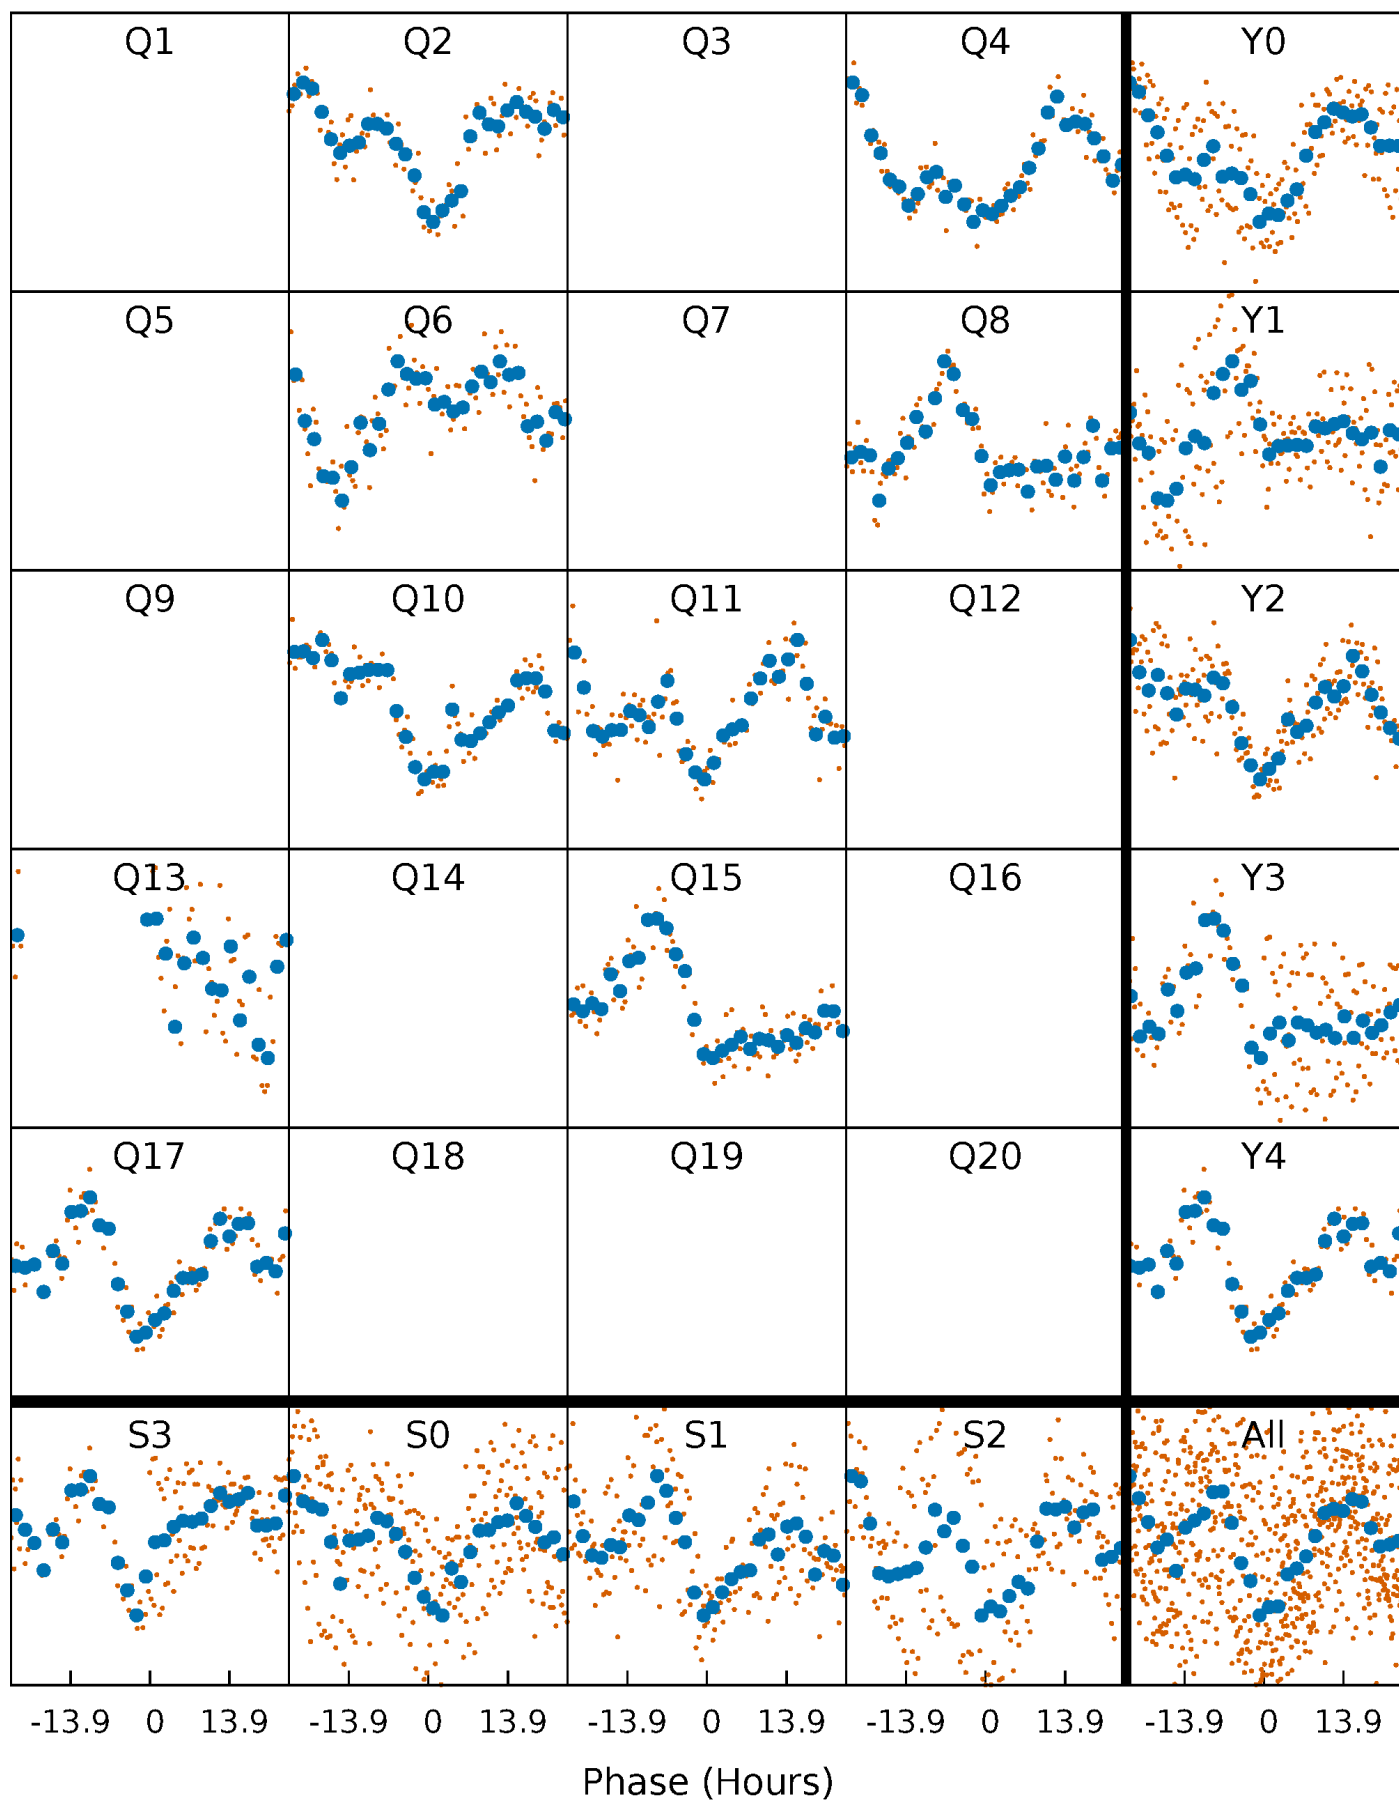 Q1 Q2 Q3 Q4 Y0
Q5 Q6 Q7 Q8 Y1
Q9 Q10 Q11 Q12 Y2
Q13 Q14 Q15 Q16 Y3
Q17 Q18 Q19 Q20 Y4
S3 S0 S1 S2 All
-13.9 0 13.9 -13.9 0 13.9 -13.9 0 13.9 -13.9 0 13.9 -13.9 0 13.9
Phase (Hours)